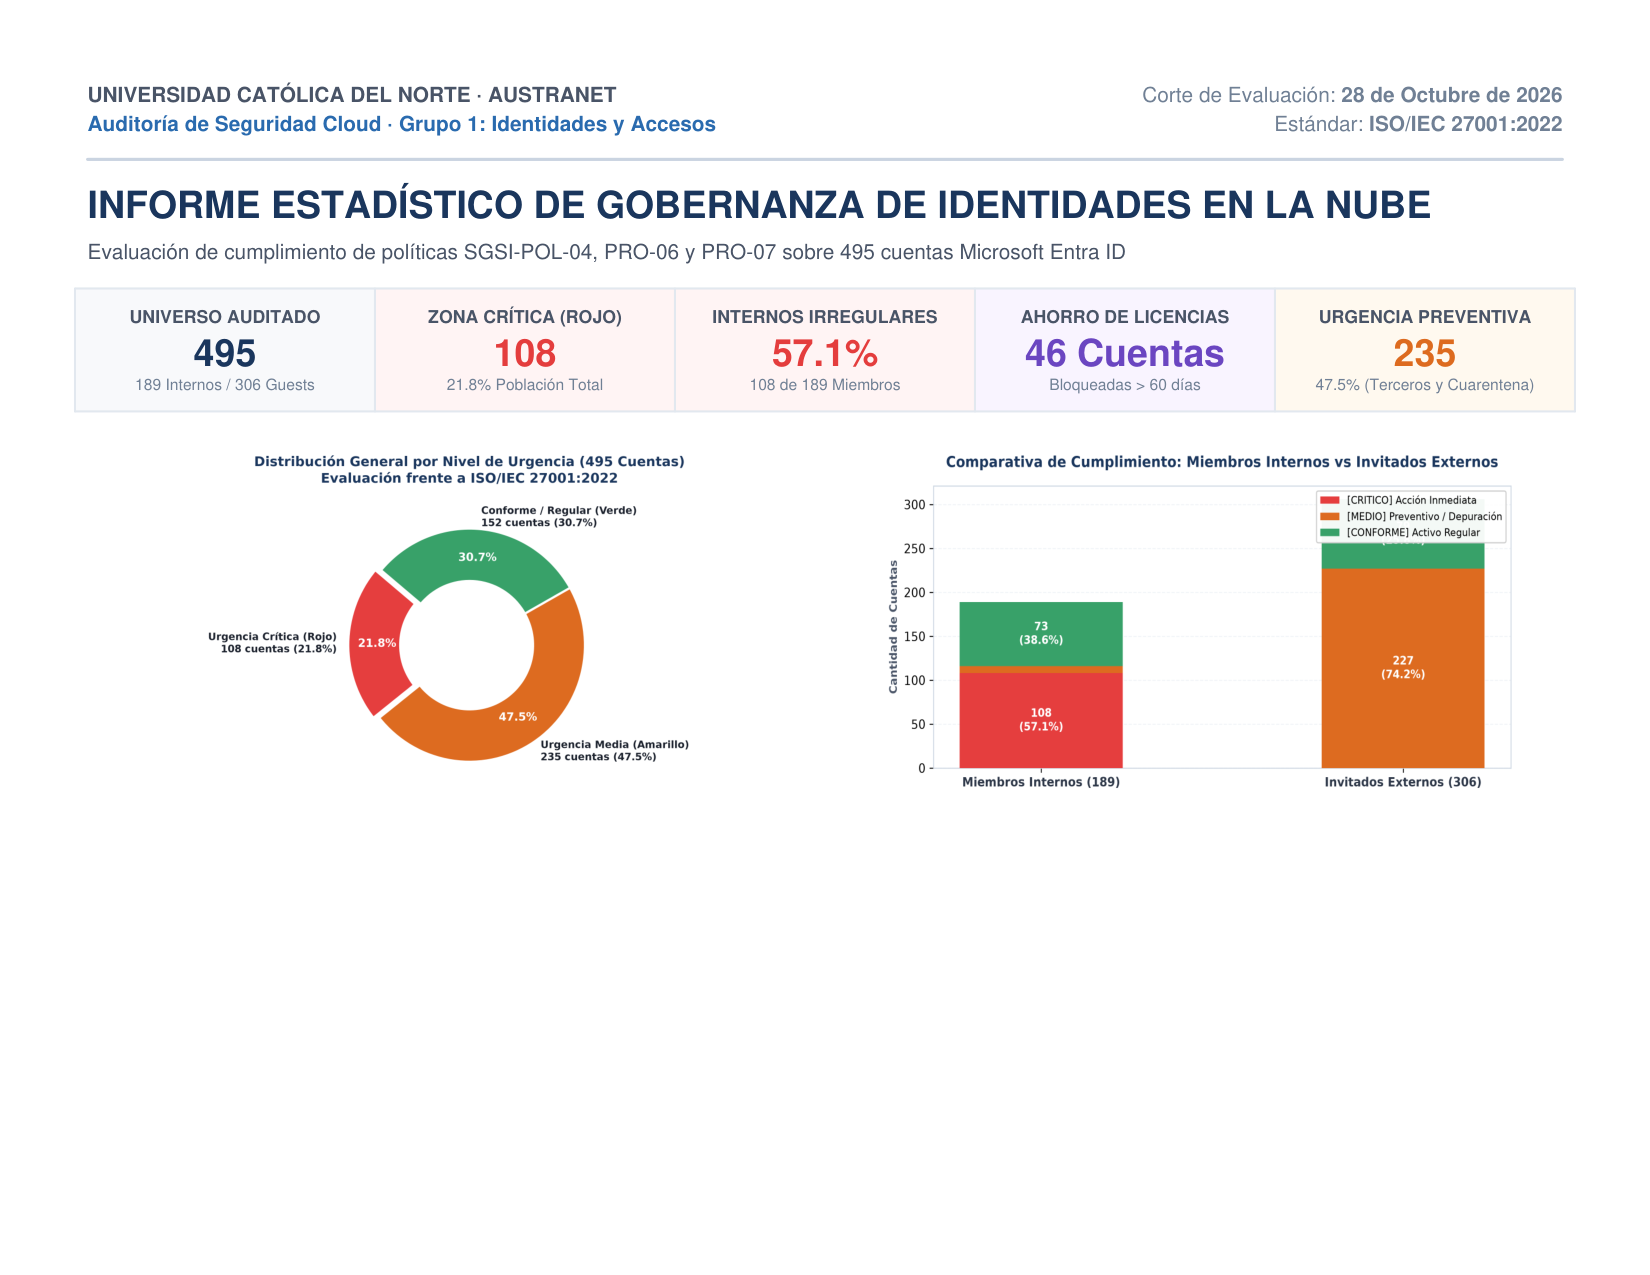 UNIVERSIDAD CATÓLICA DEL NORTE · AUSTRANET
Auditoría de Seguridad Cloud · Grupo 1: Identidades y Accesos
Corte de Evaluación: 28 de Octubre de 2026
Estándar: ISO/IEC 27001:2022
INFORME ESTADÍSTICO DE GOBERNANZA DE IDENTIDADES EN LA NUBE
Evaluación de cumplimiento de políticas SGSI-POL-04, PRO-06 y PRO-07 sobre 495 cuentas Microsoft Entra ID
UNIVERSO AUDITADO
495
189 Internos / 306 Guests
ZONA CRÍTICA (ROJO)
108
21.8% Población Total
INTERNOS IRREGULARES
57.1%
108 de 189 Miembros
AHORRO DE LICENCIAS
46 Cuentas
Bloqueadas > 60 días
URGENCIA PREVENTIVA
235
47.5% (Terceros y Cuarentena)
Distribución General por Nivel de Urgencia (495 Cuentas)
Evaluación frente a ISO/IEC 27001:2022
Conforme / Regular (Verde)
152 cuentas (30.7%)
30.7%
Urgencia Crítica (Rojo)
108 cuentas (21.8%)
21.8%
47.5%
Urgencia Media (Amarillo)
235 cuentas (47.5%)
Comparativa de Cumplimiento: Miembros Internos vs Invitados Externos
[CRITICO] Acción Inmediata
[MEDIO] Preventivo / Depuración
[CONFORME] Activo Regular
Cantidad de Cuentas
300
250
200
150
100
50
0
73
(38.6%)
108
(57.1%)
227
(74.2%)
Miembros Internos (189)
Invitados Externos (306)